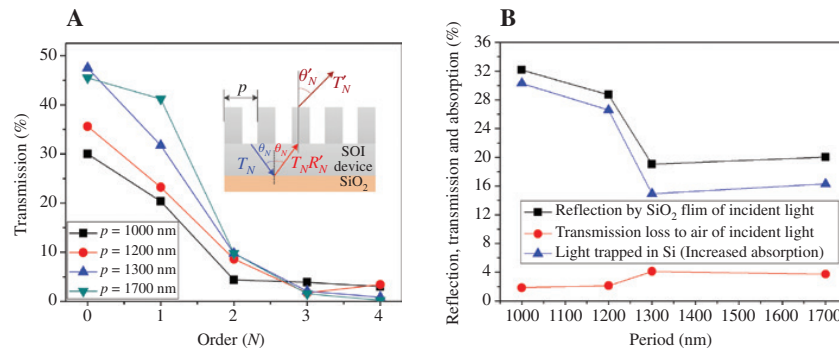 A
Transmission (%)
50
40
30
20
10
0
p
θ′N
T′N
TN
θN
θN
TNR′N
SOI
device
SiO2
p = 1000 nm
p = 1200 nm
p = 1300 nm
p = 1700 nm
0
1
2
3
4
Order (N)
B
Reflection, transmission and absorption (%)
36
32
28
24
20
16
12
8
4
0
Reflection by SiO2 flim of incident light
Transmission loss to air of incident light
Light trapped in Si (Increased absorption)
1000 1100 1200 1300 1400 1500 1600 1700
Period (nm)